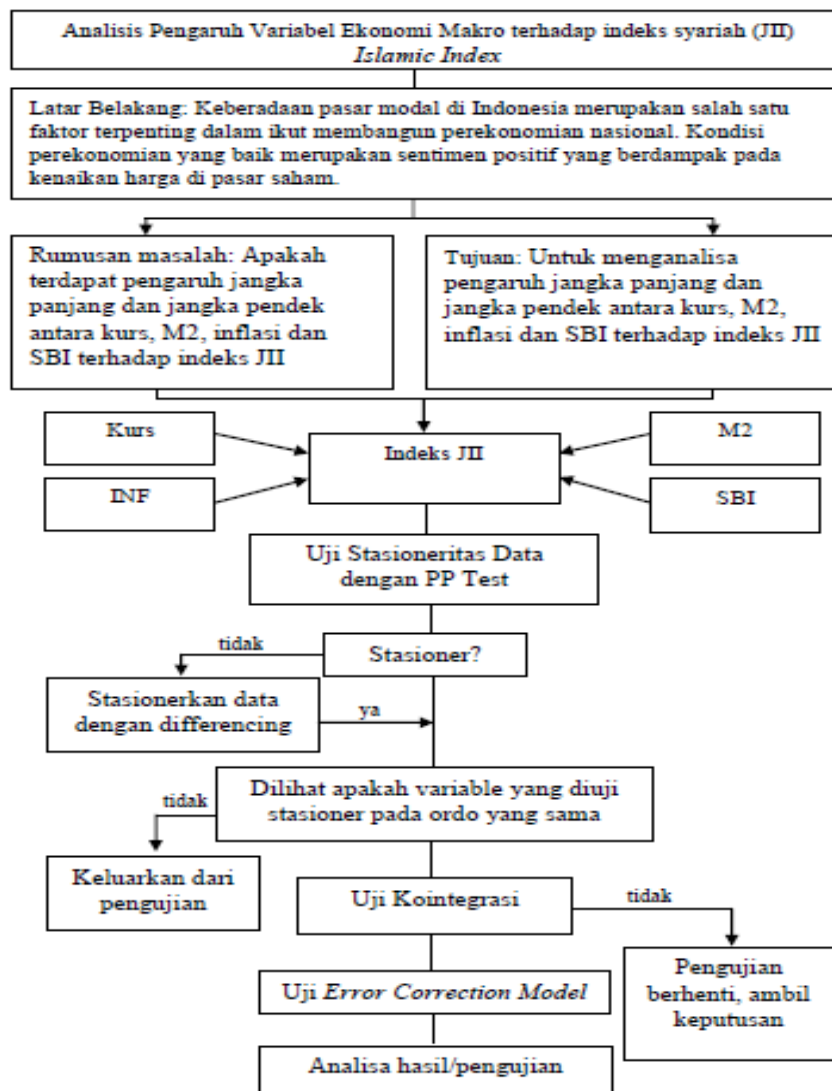 Analisis Pengaruh Variabel Ekonomi Makro terhadap indeks syariah (JII)
Islamic Index
Latar Belakang: Keberadaan pasar modal di Indonesia merupakan salah satu
faktor terpenting dalam ikut membangun perekonomian nasional. Kondisi
perekonomian yang baik merupakan sentimen positif yang berdampak pada
kenaikan harga di pasar saham.
Rumusan masalah: Apakah
terdapat pengaruh jangka
panjang dan jangka pendek
antara kurs, M2, inflasi dan
SBI terhadap indeks JII
Tujuan: Untuk menganalisa
pengaruh jangka panjang dan
jangka pendek antara kurs, M2,
inflasi dan SBI terhadap indeks JII
Kurs
M2
Indeks JII
INF
SBI
Uji Stasioneritas Data
dengan PP Test
tidak
Stasioner?
Stasionerkan data
dengan differencing
ya
Dilihat apakah variable yang diuji
stasioner pada ordo yang sama
tidak
Keluarkan dari
pengujian
Uji Kointegrasi
tidak
Pengujian
berhenti, ambil
keputusan
Uji Error Correction Model
Analisa hasil/pengujian